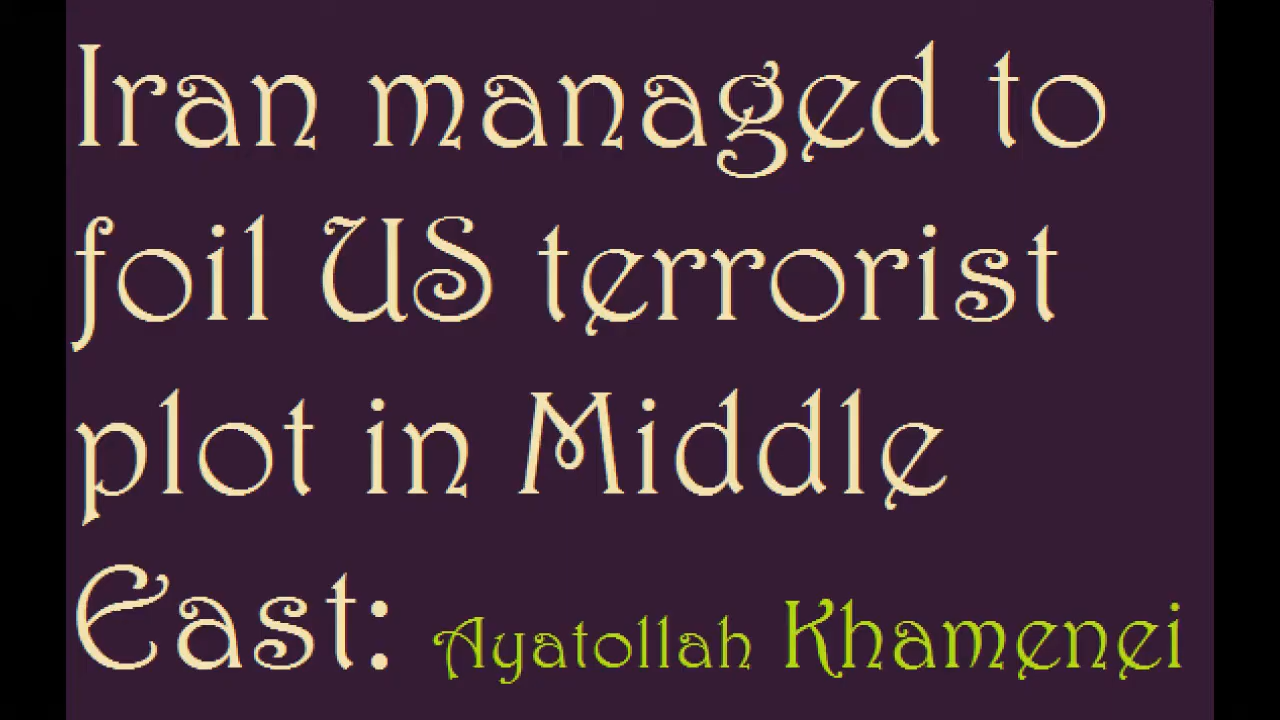 Iran managed to
foil US terrorist
plot in Middle
East: Ayatollah Khamenei